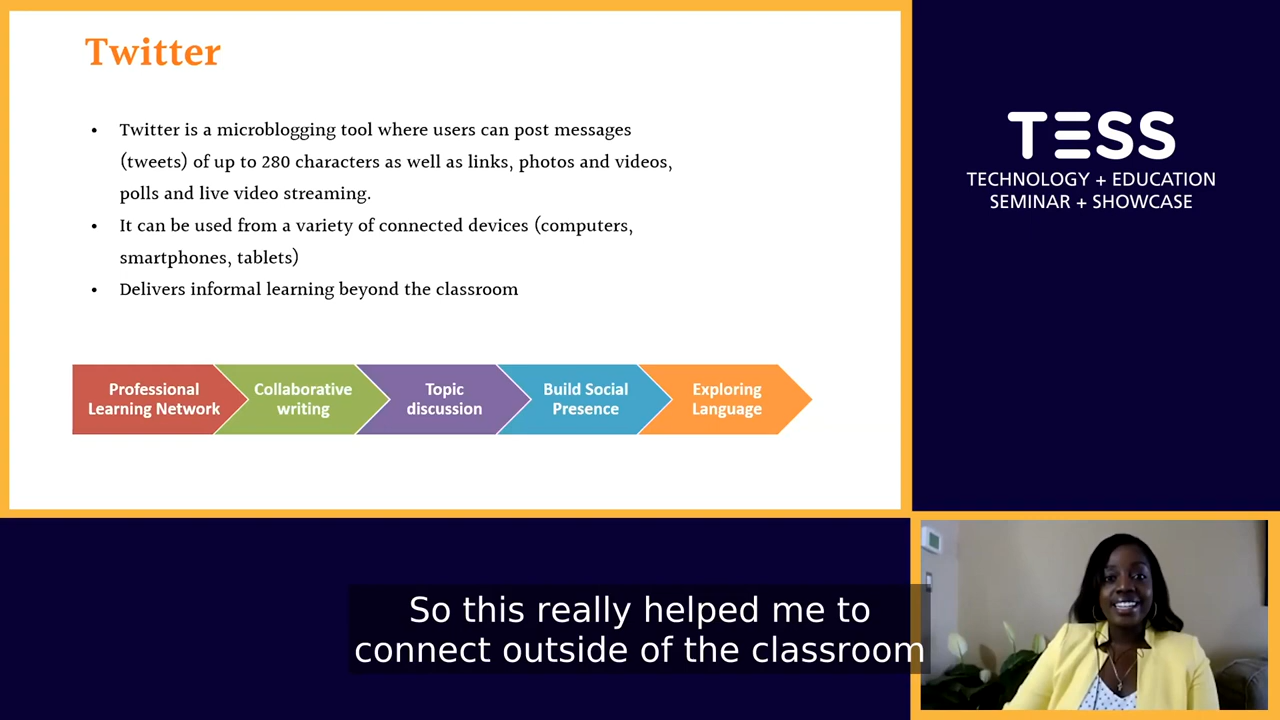 Twitter
• Twitter is a microblogging tool where users can post messages
(tweets) of up to 280 characters as well as links, photos and videos,
polls and live video streaming.
• It can be used from a variety of connected devices (computers,
smartphones, tablets)
• Delivers informal learning beyond the classroom
Professional
Learning Network
Collaborative
writing
Topic
discussion
Build Social
Presence
Exploring
Language
TESS
TECHNOLOGY + EDUCATION
SEMINAR + SHOWCASE
So this really helped me to
connect outside of the classroom